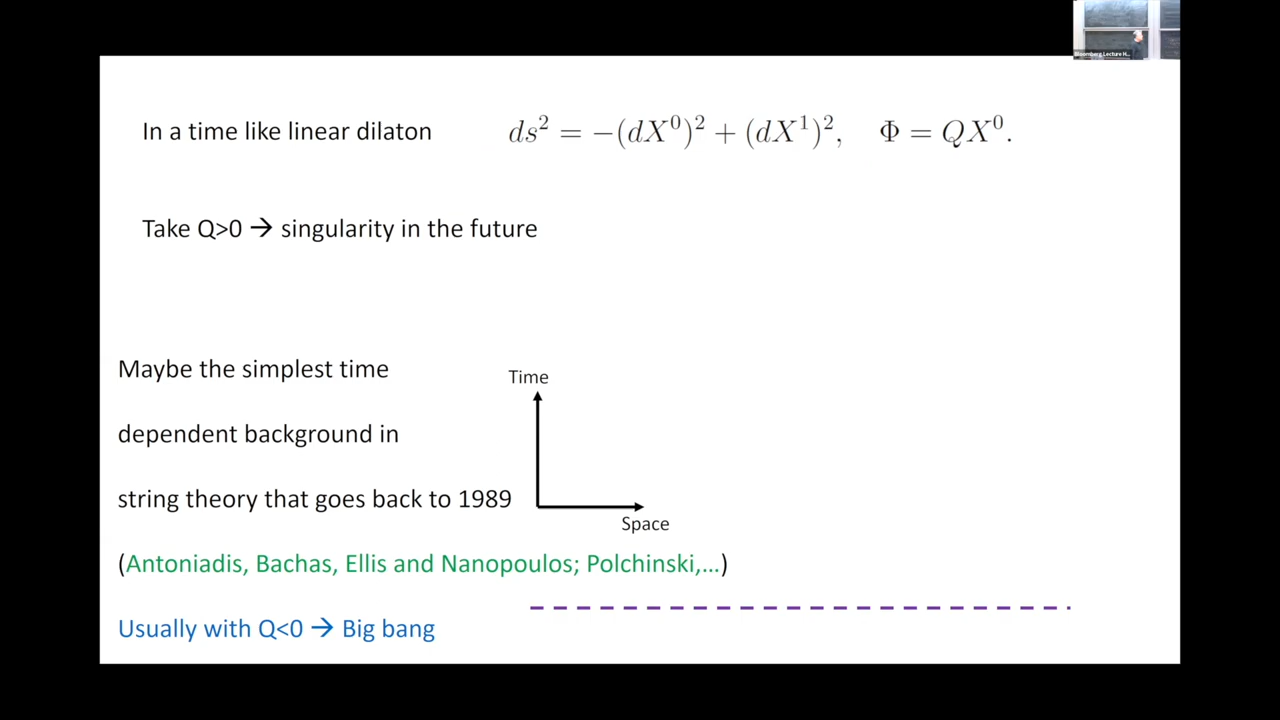 Bloomberg Lecture H...
In a time like linear dilaton ds² = −(dX⁰)² + (dX¹)², Φ = QX⁰.
Take Q>0 → singularity in the future
Maybe the simplest time
dependent background in
string theory that goes back to 1989
(Antoniadis, Bachas, Ellis and Nanopoulos; Polchinski,...)
Usually with Q<0 → Big bang
Time
Space